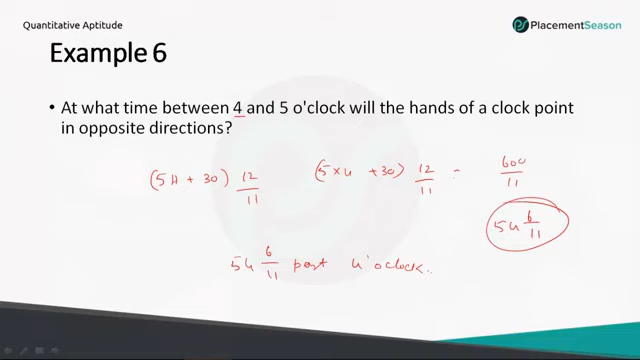 Quantitative Aptitude
PlacementSeason
Example 6
• At what time between 4 and 5 o'clock will the hands of a clock point
in opposite directions?
(5H + 30) 12/11 (5×4 +30) 12/11 = 600/11
54 6/11
54 6/11 past 4 o'clock.